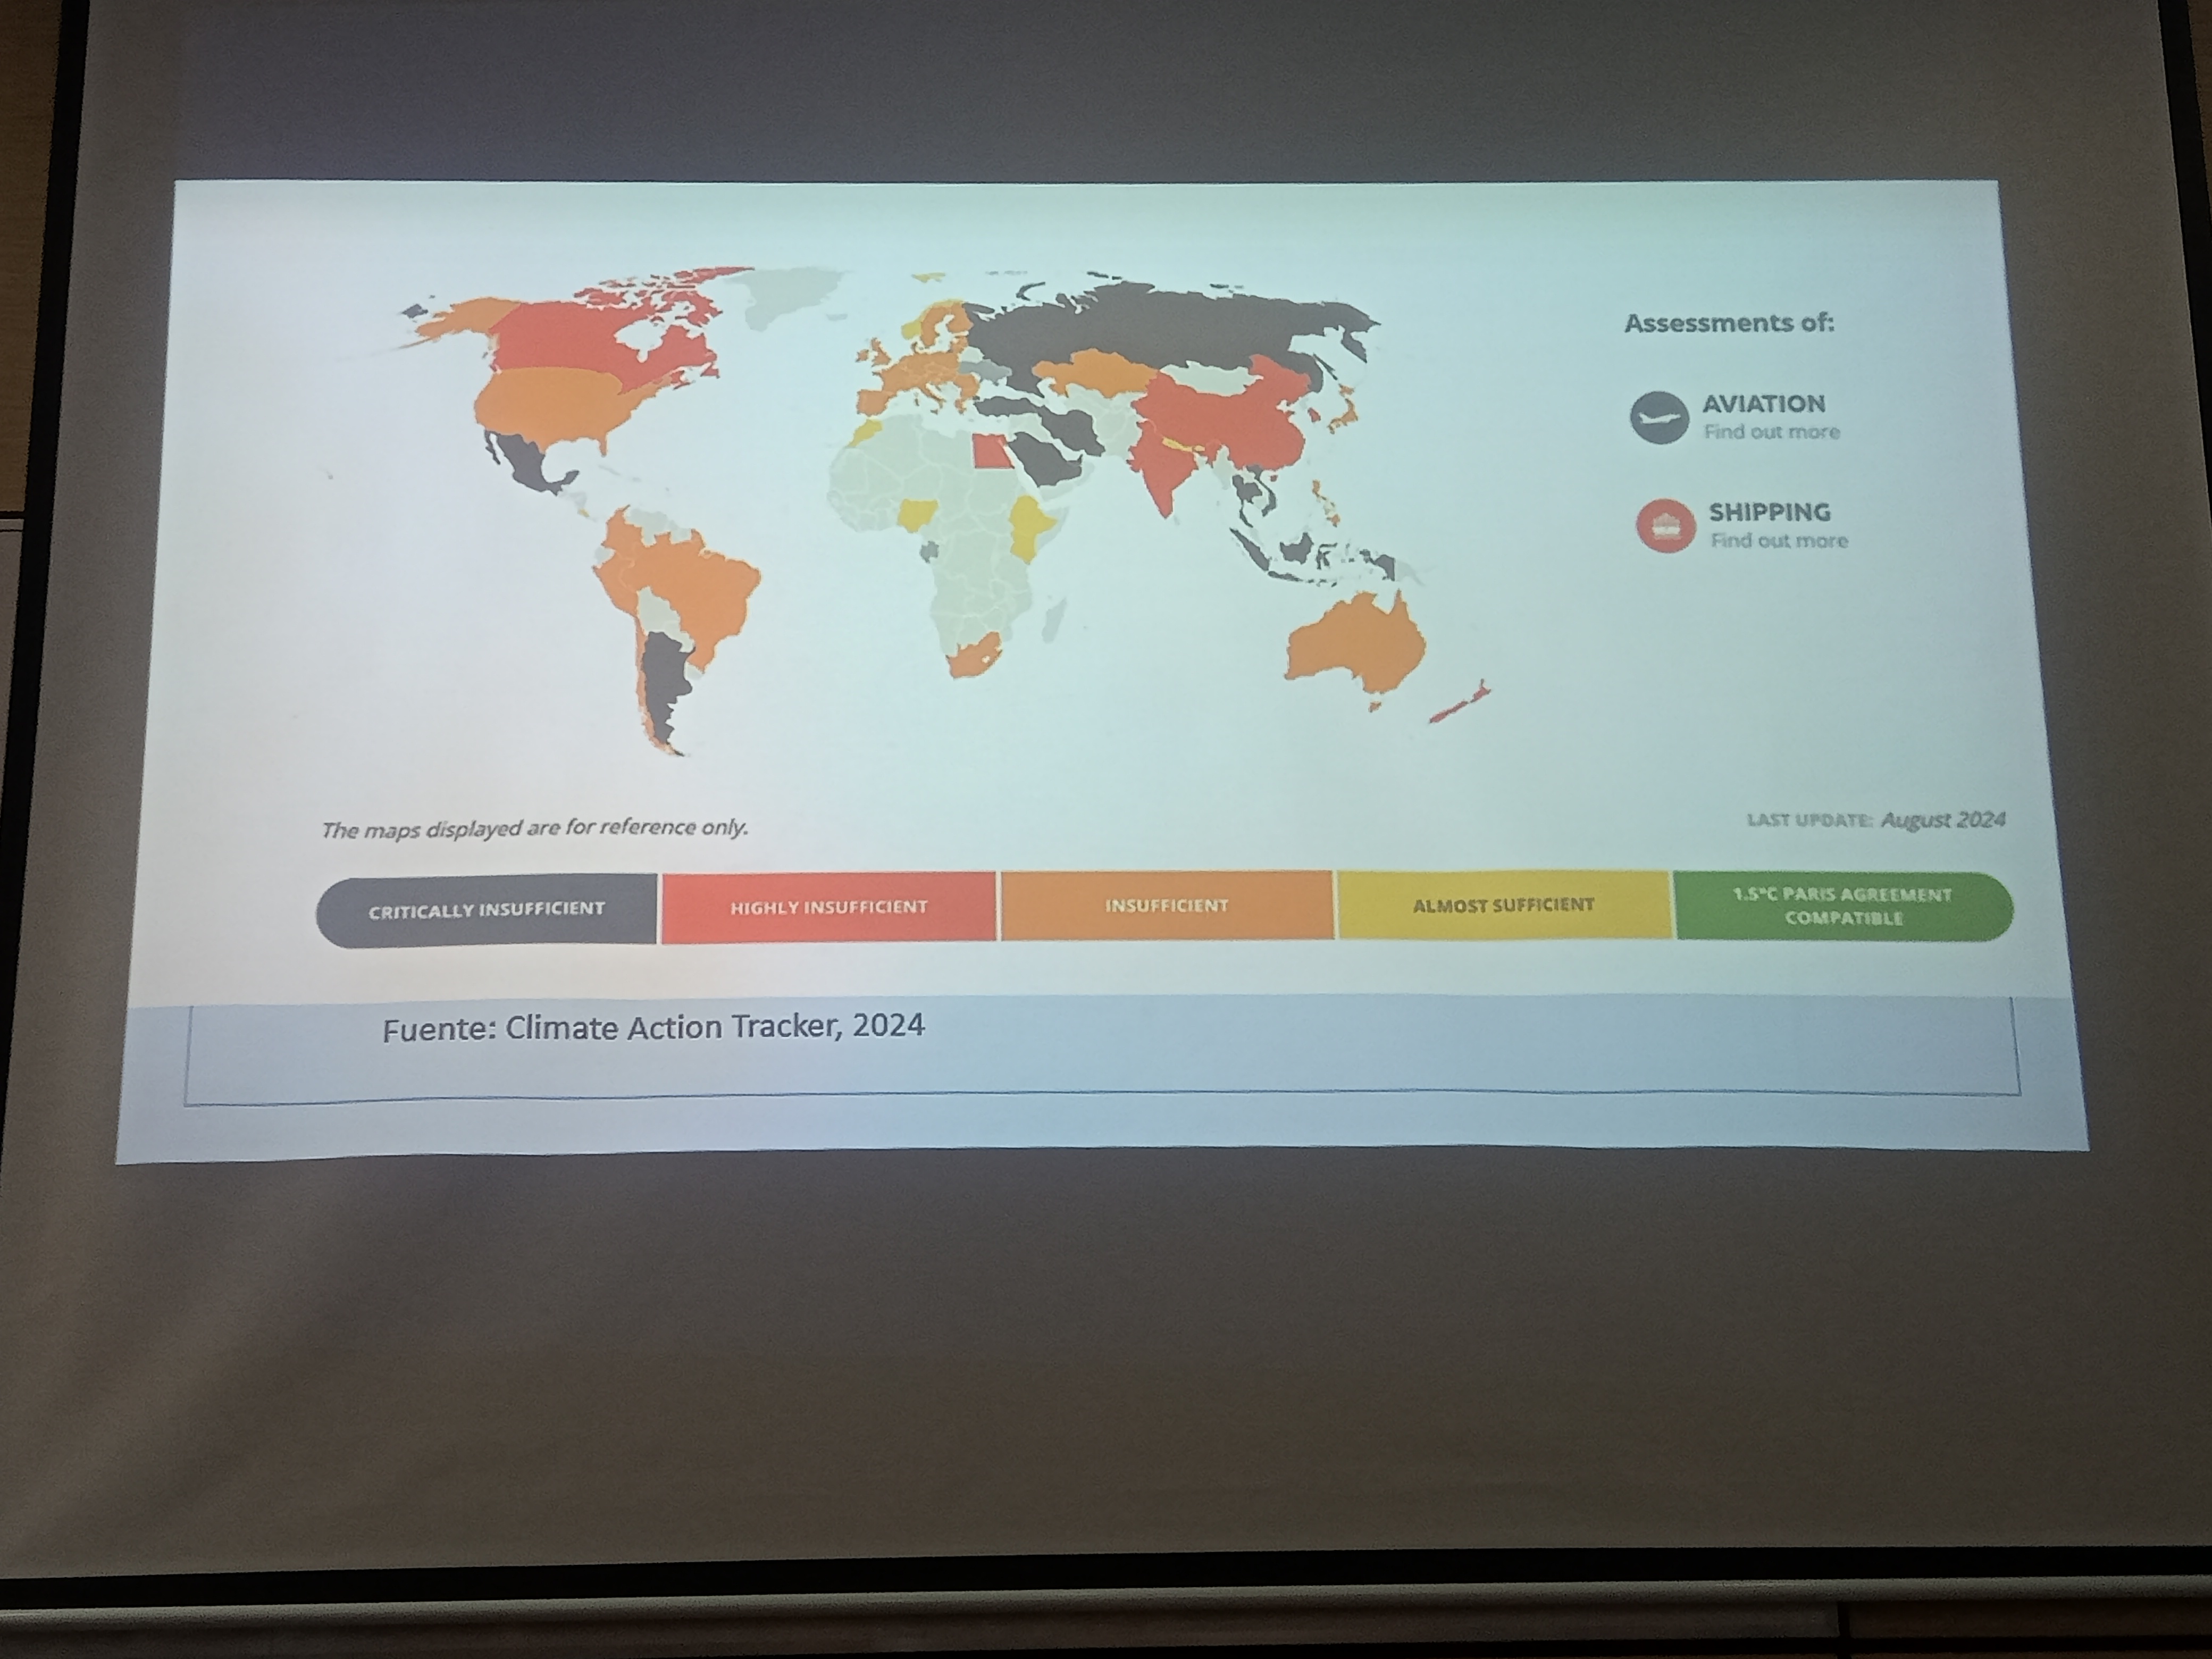 Assessments of:
AVIATION
Find out more
SHIPPING
Find out more
The maps displayed are for reference only.
LAST UPDATE: August 2024
CRITICALLY INSUFFICIENT
HIGHLY INSUFFICIENT
INSUFFICIENT
ALMOST SUFFICIENT
1.5°C PARIS AGREEMENT
COMPATIBLE
Fuente: Climate Action Tracker, 2024